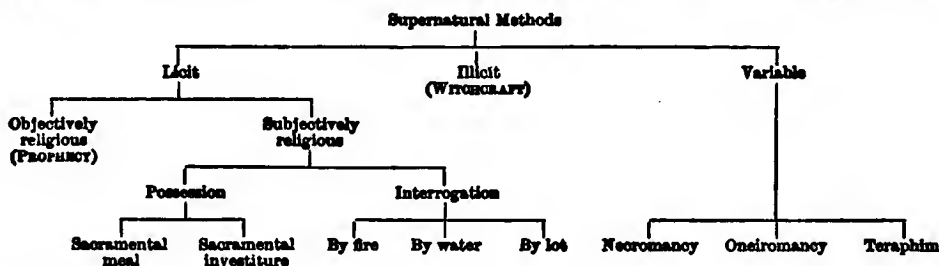 Supernatural Methods
Licit Illicit Variable
(WITCHCRAFT)
Objectively Subjectively
religious religious
(PROPHECY)
Possession Interrogation
Sacramental Sacramental By fire By water By lot Necromancy Oneiromancy Teraphim
meal investiture